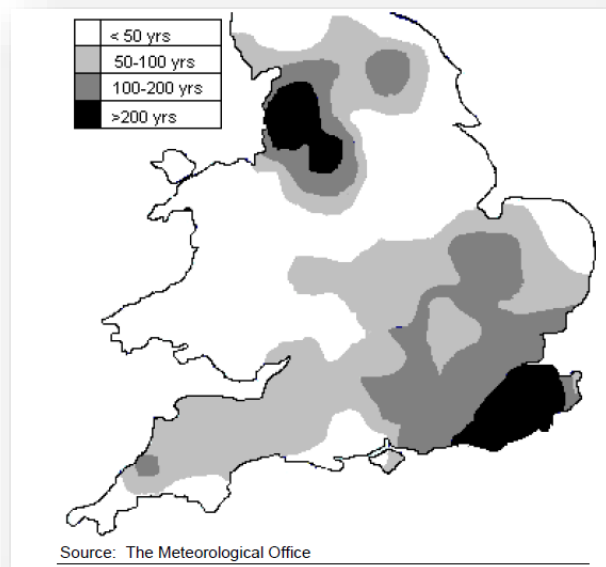 < 50 yrs
50-100 yrs
100-200 yrs
>200 yrs
Source: The Meteorological Office